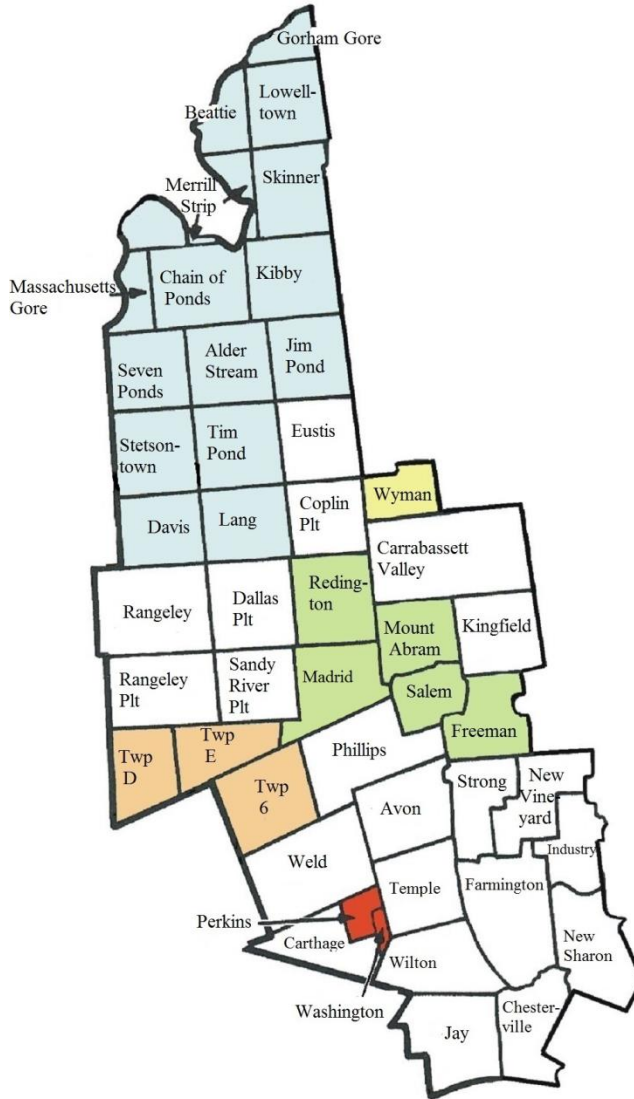 Gorham Gore
Lowell-
town
Beattie
Skinner
Merrill
Strip
Massachusetts
Gore
Chain of
Ponds
Kibby
Seven
Ponds
Alder
Stream
Jim
Pond
Stetson-
town
Tim
Pond
Eustis
Davis
Lang
Coplin
Plt
Wyman
Carrabassett
Valley
Rangeley
Dallas
Plt
Reding-
ton
Mount
Abram
Kingfield
Rangeley
Plt
Sandy
River
Plt
Madrid
Salem
Freeman
Twp
D
Twp
E
Twp
6
Phillips
Strong
New
Vine-
yard
Avon
Industry
Weld
Temple
Farmington
Perkins
Carthage
Wilton
New
Sharon
Washington
Jay
Chester-
ville